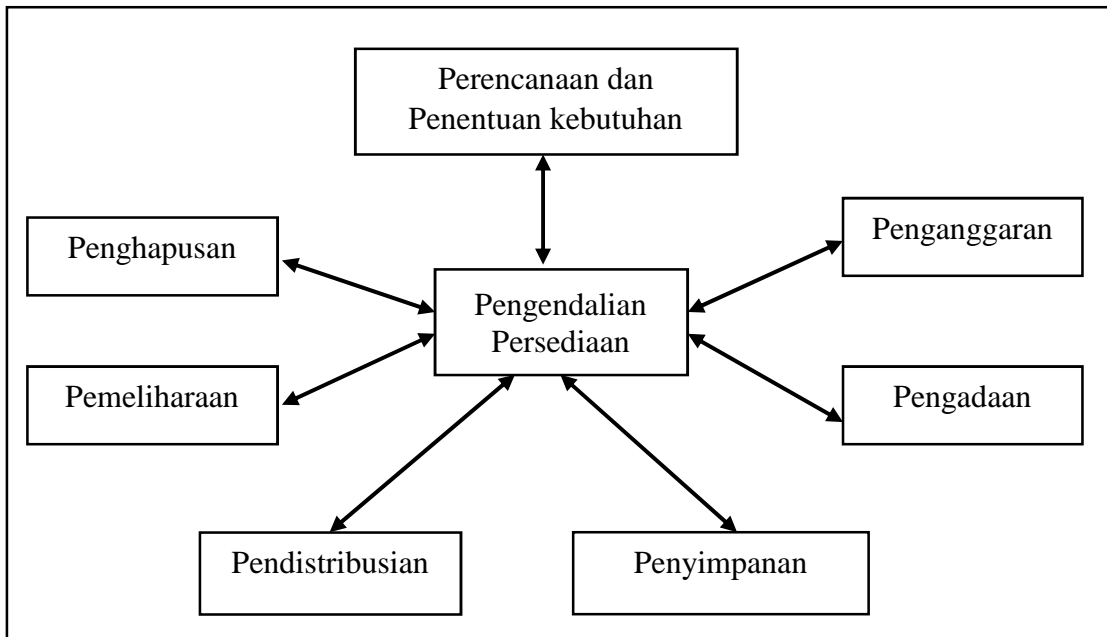 Perencanaan dan
Penentuan kebutuhan
Penghapusan
Penganggaran
Pengendalian
Persediaan
Pemeliharaan
Pengadaan
Pendistribusian
Penyimpanan